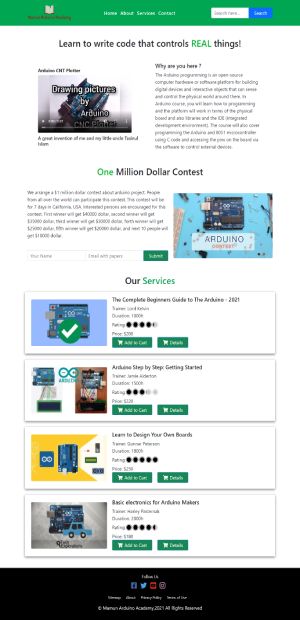 Mamun Arduino Academy
Home About Services Contact
Search here...
Search
Learn to write code that controls REAL things!
Arduino CNC Plotter
Drawing pictures
by
Arduino
CNC Plotter
A great invention of me and my little uncle Tashrul
Islam
Why are you here ?
The Arduino programming is an open-source
computer hardware or software platform for building
digital devices and interactive objects that can sense
and control the physical world around them. In
Arduino course, you will learn how to programming
and the platform will work in terms of the physical
board and also libraries and the IDE (integrated
development environment). The course will also cover
programming the Arduino and 8051 microcontroller
using C code and accessing the pins on the board via
the software to control external devices.
One Million Dollar Contest
We arrange a $1 million dollar contest about arduino project. People
from all over the world can participate this contest. This contest will be
for 7 days in California, USA. Interested persons are encouraged for this
contest. First winner will get $40000 dollar, second winner will get
$35000 dollar, third winner will get $30000 dollar, forth winner will get
$25000 dollar, fifth winner will get $20000 dollar, and next 10 people will
get $10000 dollar.
Your Name
Email with papers
Submit
ARDUINO
CONTEST
Our Services
The Complete Beginners Guide to The Arduino - 2021
Trainer: Lord Kelvin
Duration: 1000h
Rating:
Price: $200
Add to Cart
Details
ARDUINO
Arduino Step by Step: Getting Started
Trainer: Jamie Alderton
Duration: 1500h
Rating:
Price: $220
Add to Cart
Details
Learn to Design Your Own Boards
Trainer: Gunnar Peterson
Duration: 1800h
Rating:
Price: $250
Add to Cart
Details
Basic electronics for Arduino Makers
Duration: 2000h
Rating:
Price: $180
Add to Cart
Details
Follow Us
Sitemap About Privacy Policy Terms of Use
© Mamun Arduino Academy,2021 All Rights Reserved